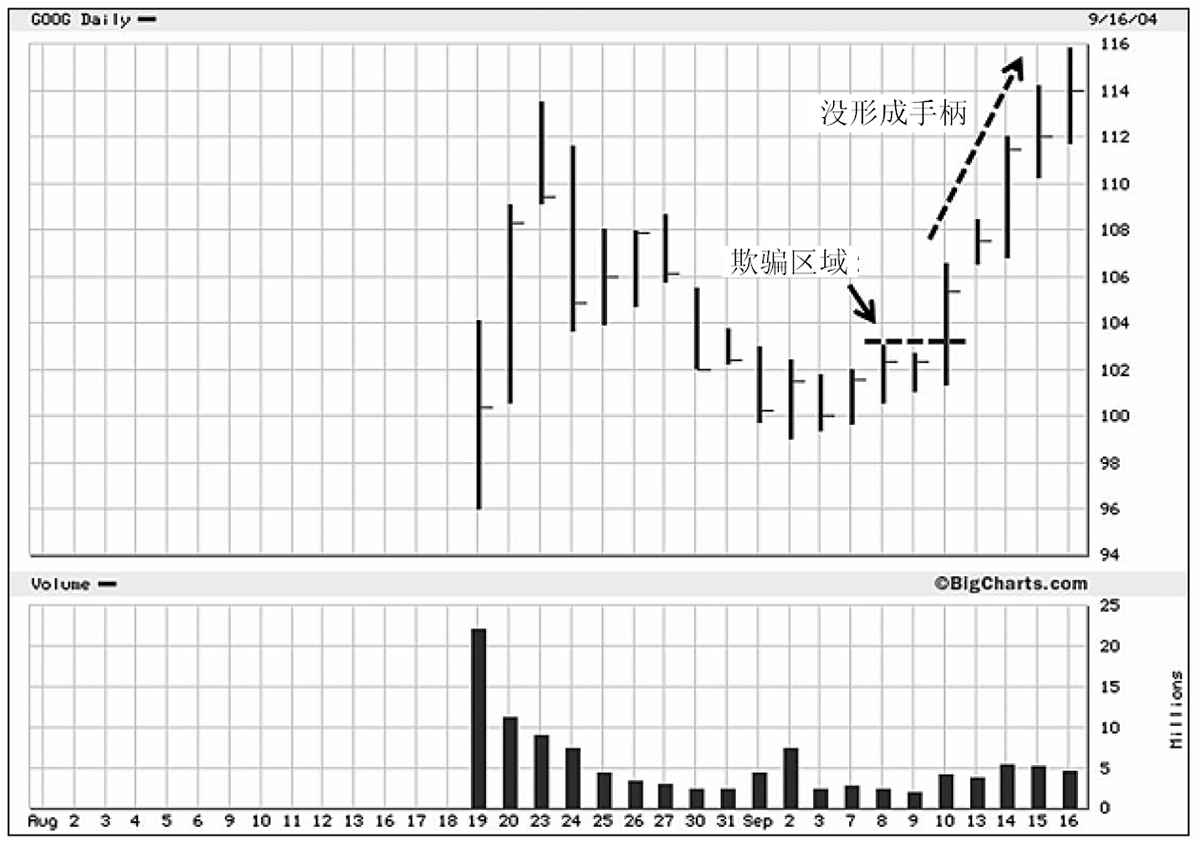 GOOG Daily
9/16/04
116
114
没形成手柄
112
110
108
欺骗区域
106
104
102
100
98
96
94
Volume
©BigCharts.com
25
20
15
10
5
0
Millions
Aug 2 3 4 5 6 9 10 11 12 13 16 17 18 19 20 23 24 25 26 27 30 31 Sep 2 3 7 8 9 10 13 14 15 16